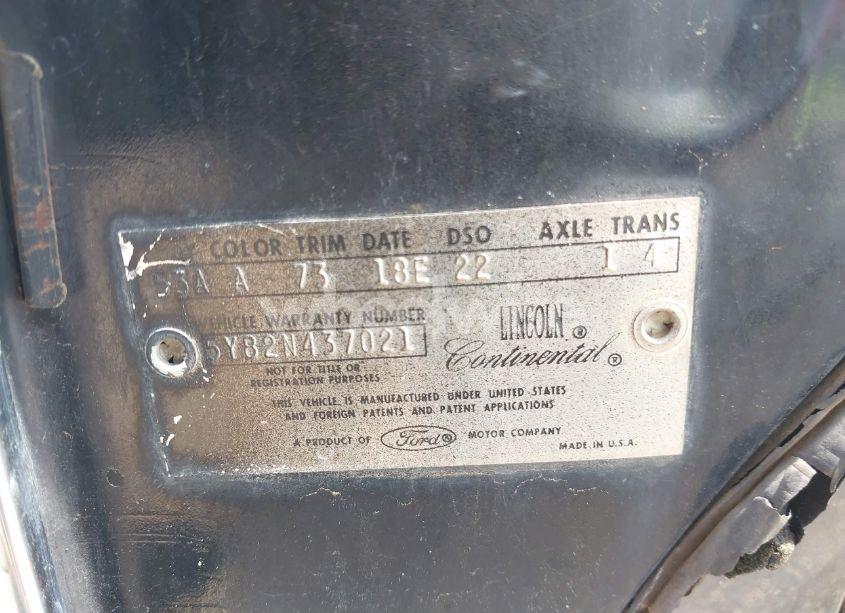 COLOR TRIM DATE DSO AXLE TRANS
53A A 73 18E 22 1 4
VEHICLE WARRANTY NUMBER
5Y82N437021
LINCOLN ®
Continental ®
NOT FOR TITLE OR
REGISTRATION PURPOSES
THIS VEHICLE IS MANUFACTURED UNDER UNITED STATES
AND FOREIGN PATENTS AND PATENT APPLICATIONS
A PRODUCT OF Ford ® MOTOR COMPANY
MADE IN U.S.A.